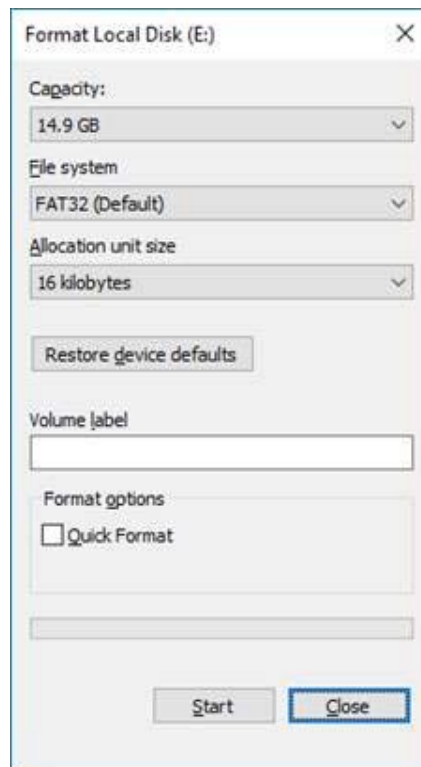 Format Local Disk (E:)
Capacity:
14.9 GB
File system
FAT32 (Default)
Allocation unit size
16 kilobytes
Restore device defaults
Volume label
Format options
Quick Format
Start
Close